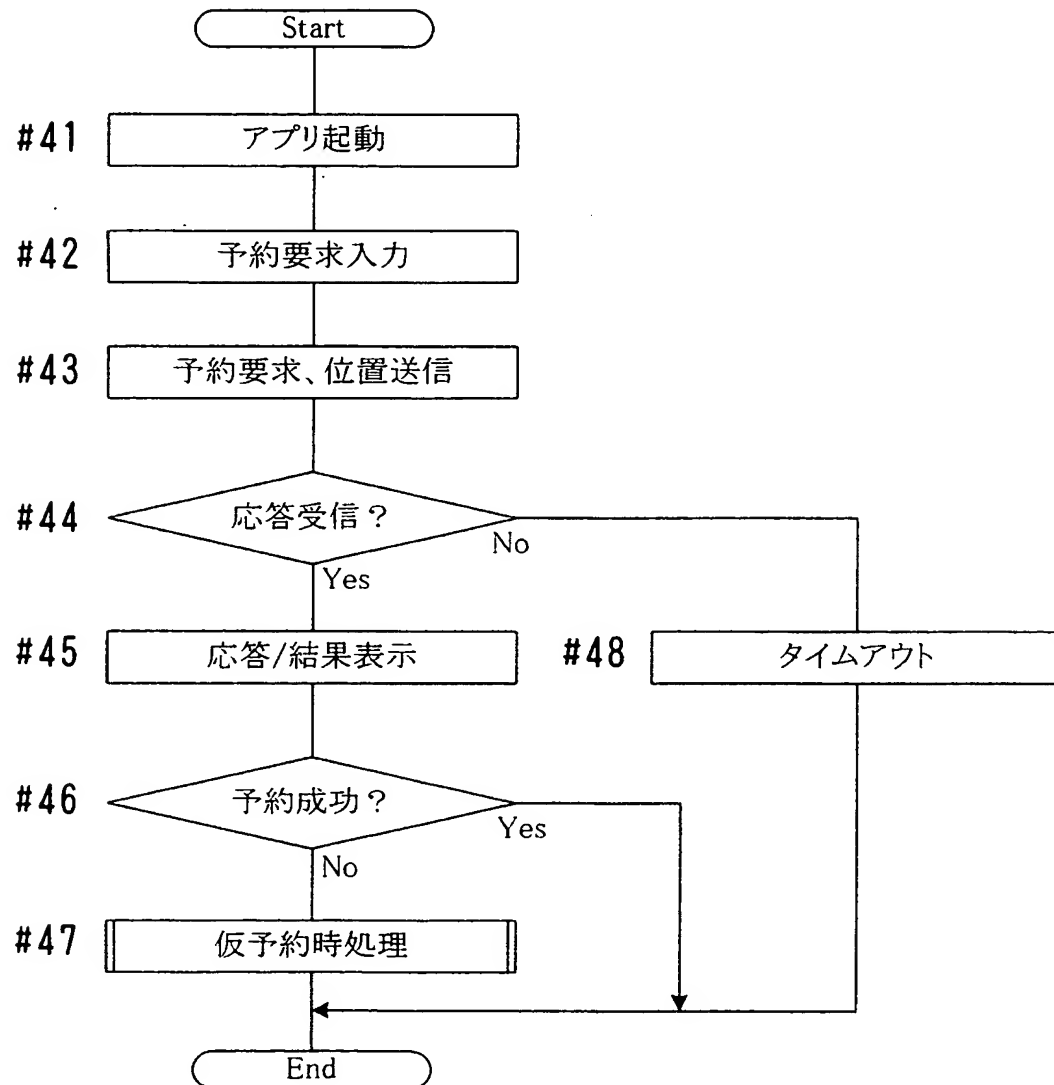 Start
#41 アプリ起動
#42 予約要求入力
#43 予約要求、位置送信
#44 応答受信？
No
Yes
#45 応答/結果表示
#48 タイムアウト
#46 予約成功？
Yes
No
#47 仮予約時処理
End